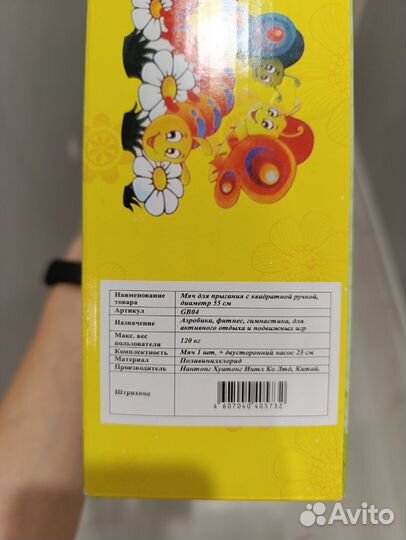 Наименование товара Мяч для прыгания с квадратной ручкой, диаметр 55 см
Артикул GB04
Назначение Аэробика, фитнес, гимнастика, для активного отдыха и подвижных игр
Макс. вес пользователя 120 кг
Комплектность Мяч 1 шт, + двусторонний насос 23 см.
Материал Поливинилхлорид
Производитель Нантонг Хуатонг Интл Ко Лтд, Китай.
Штрихкод
4 607040 405732
Avito